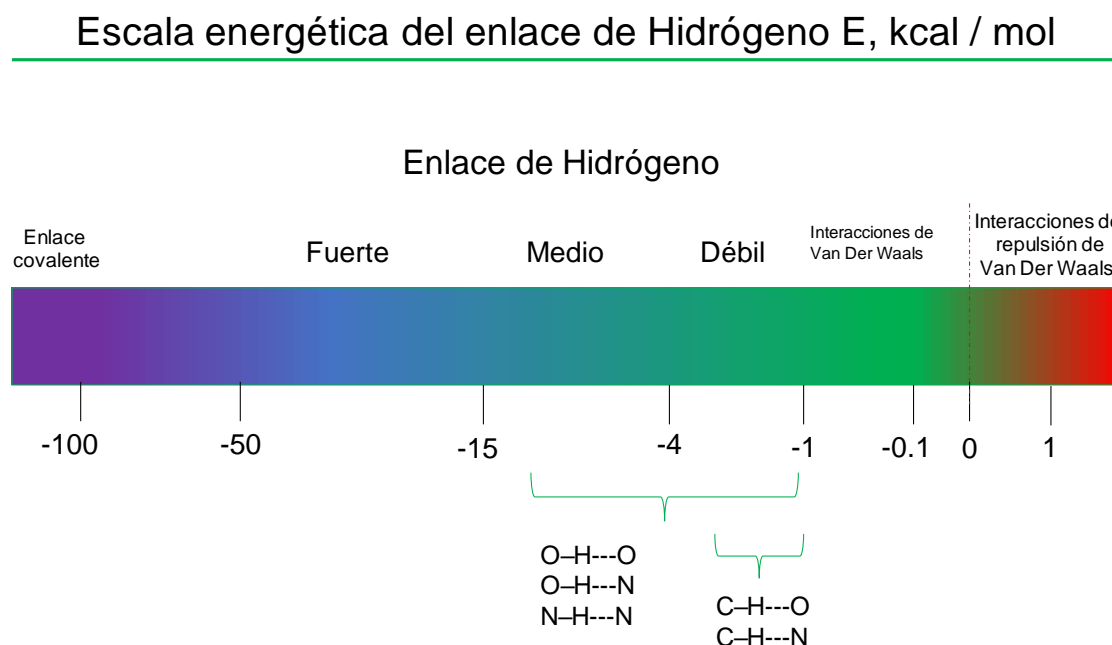 Escala energética del enlace de Hidrógeno E, kcal / mol
Enlace de Hidrógeno
Enlace
covalente
Fuerte
Medio
Débil
Interacciones de
Van Der Waals
Interacciones de
repulsión de
Van Der Waals
-100
-50
-15
-4
-1
-0.1
0
1
O–H---O
O–H---N
N–H---N
C–H---O
C–H---N